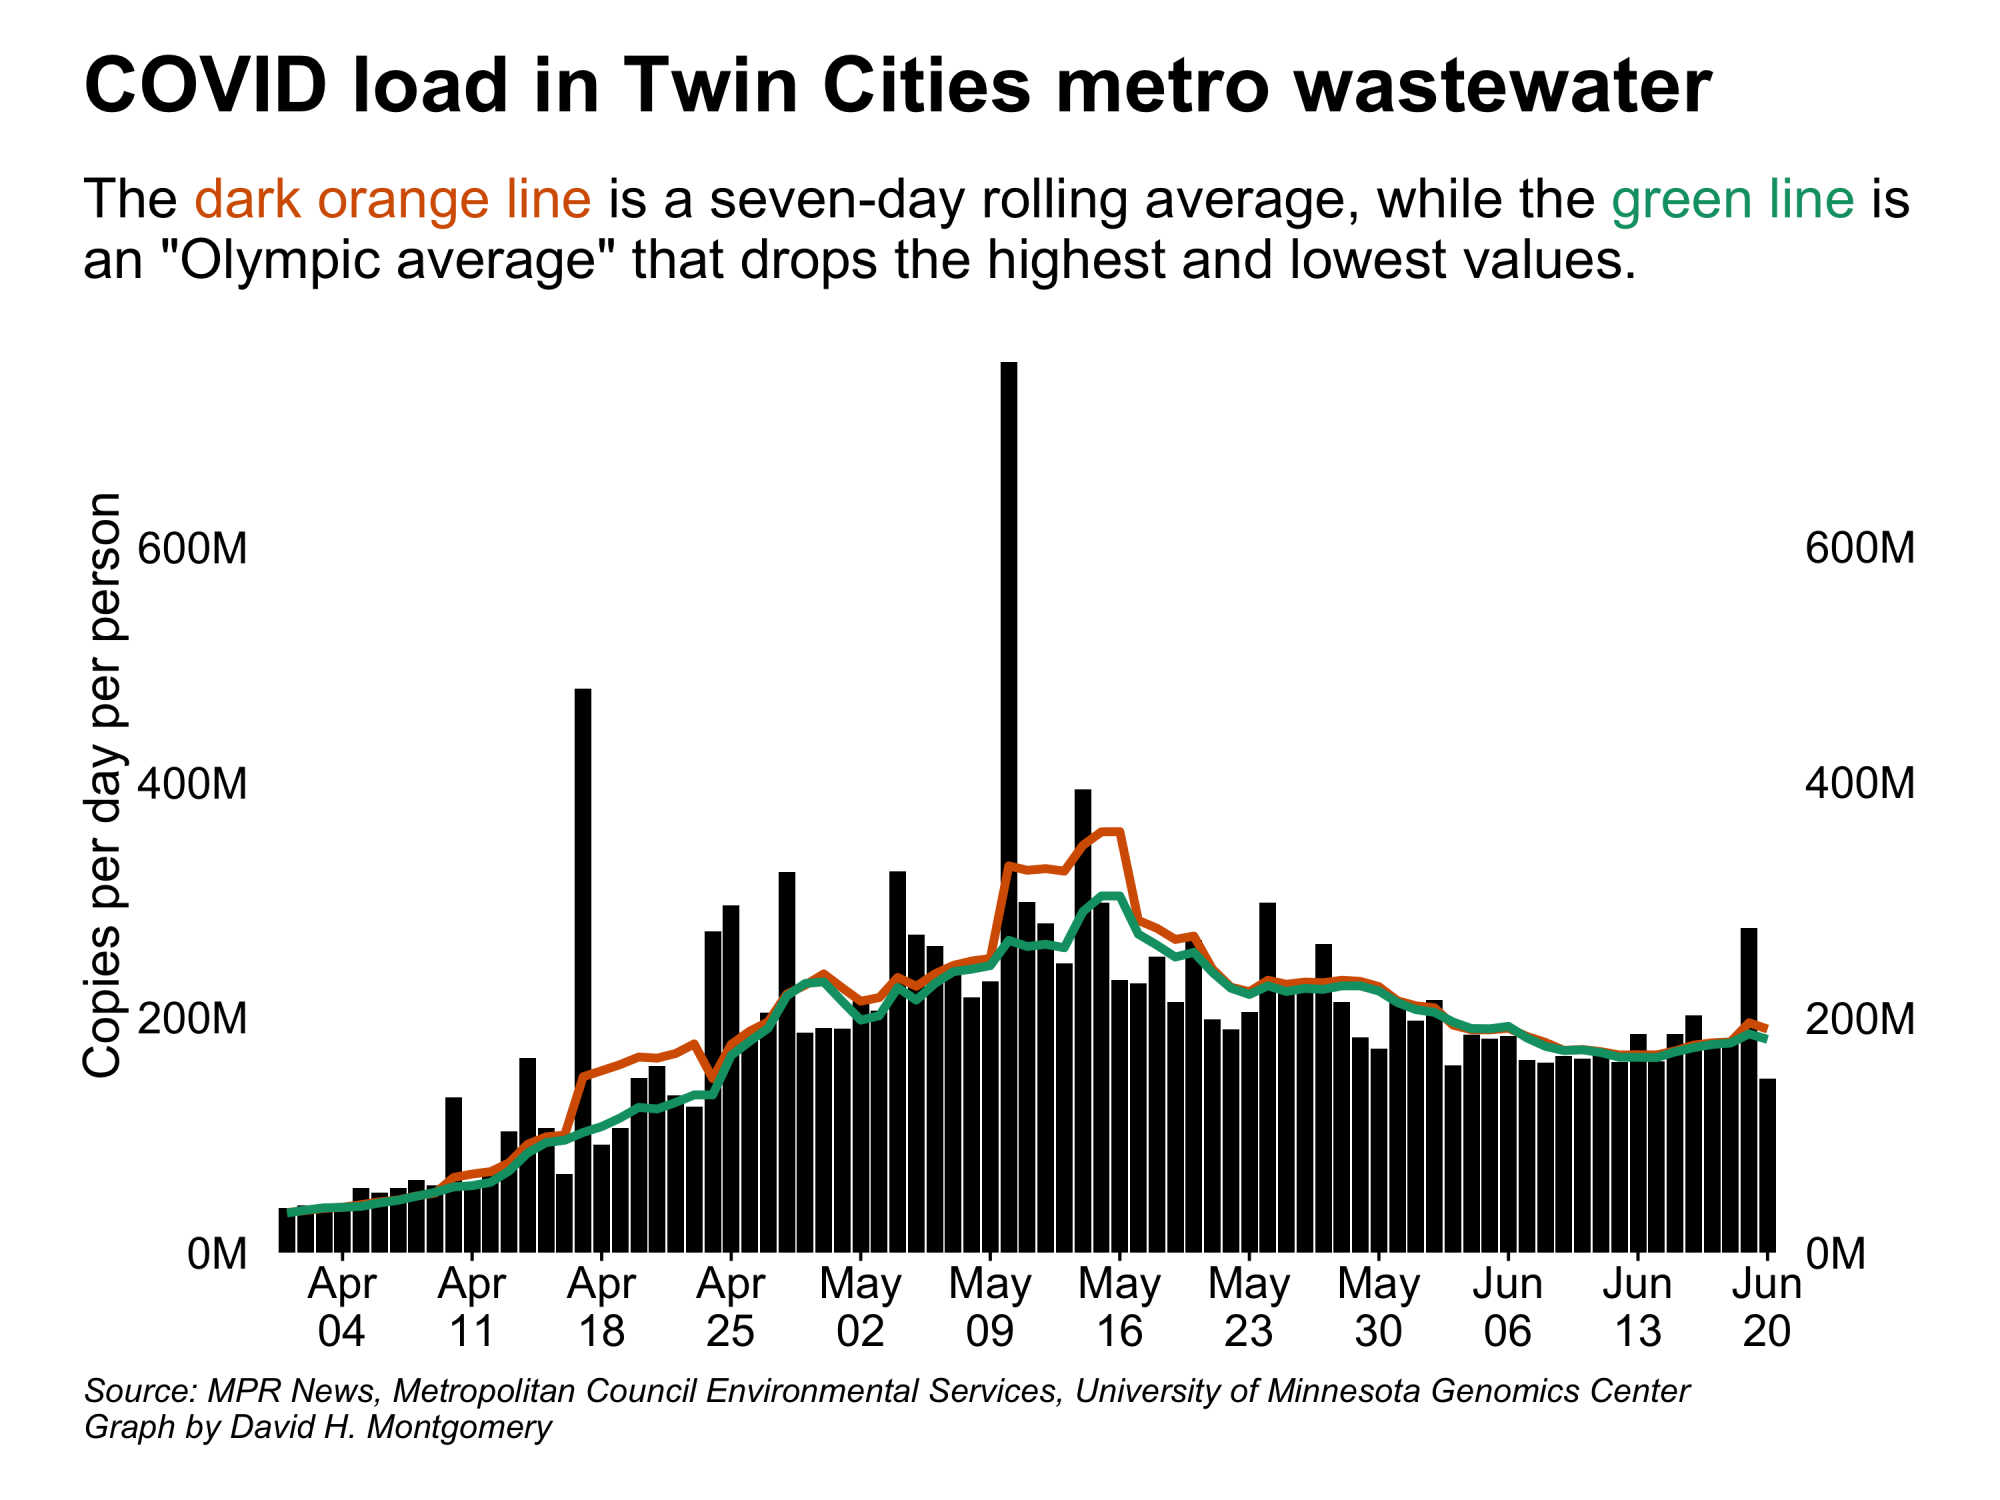 COVID load in Twin Cities metro wastewater
The dark orange line is a seven-day rolling average, while the green line is
an "Olympic average" that drops the highest and lowest values.
Copies per day per person
600M
400M
200M
0M
600M
400M
200M
0M
Apr 04
Apr 11
Apr 18
Apr 25
May 02
May 09
May 16
May 23
May 30
Jun 06
Jun 13
Jun 20
Source: MPR News, Metropolitan Council Environmental Services, University of Minnesota Genomics Center
Graph by David H. Montgomery